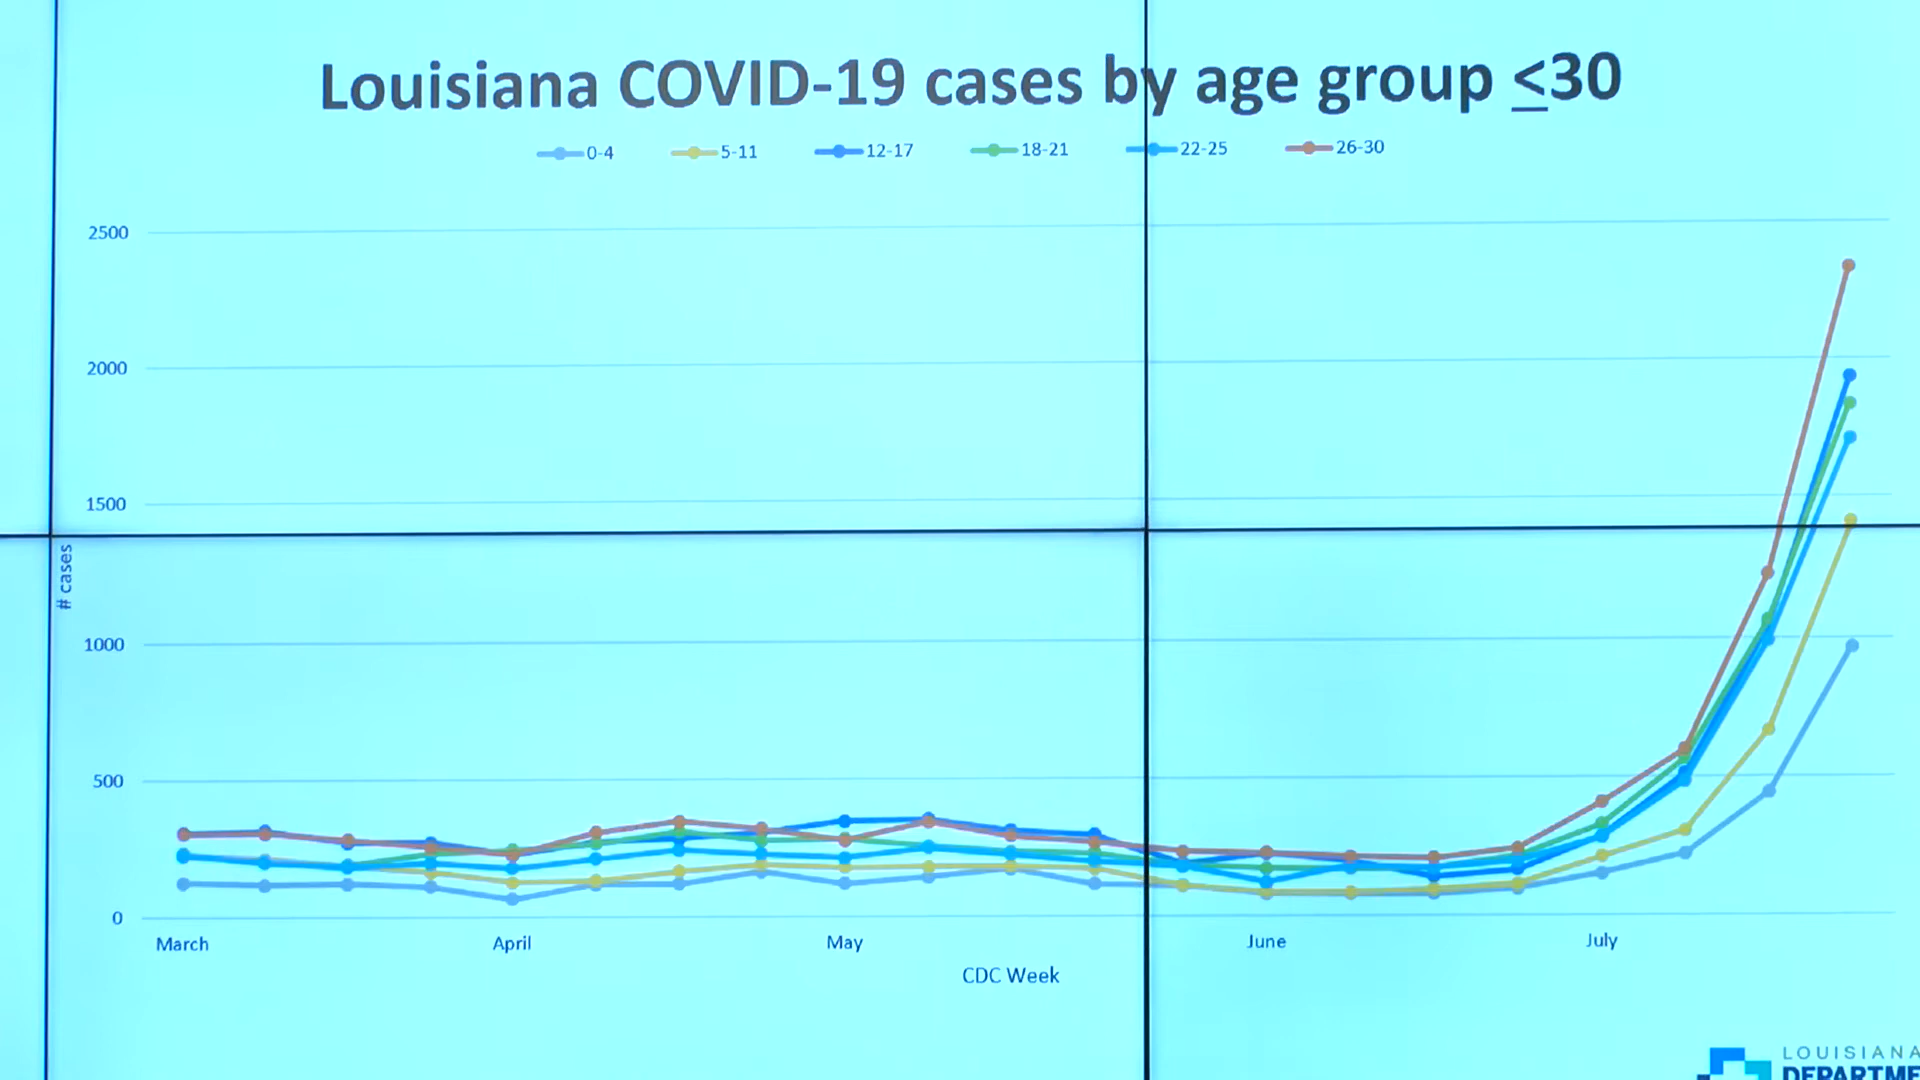 Louisiana COVID-19 cases by age group ≤30
0-4 5-11 12-17 18-21 22-25 26-30
2500
2000
1500
# cases
1000
500
0
March April May June July
CDC Week
LOUISIANA